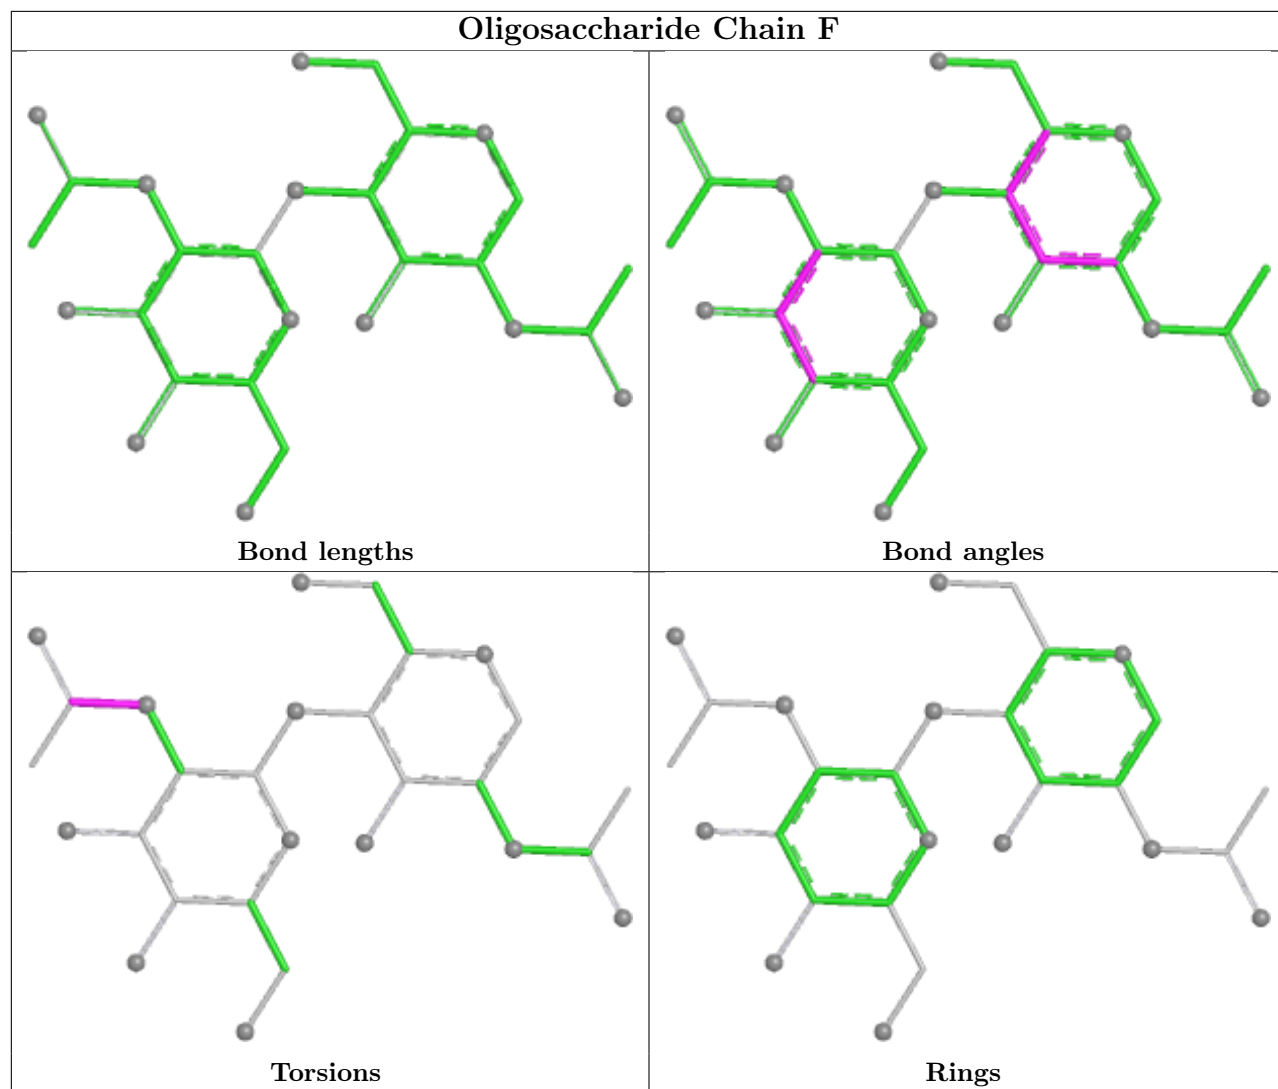 Oligosaccharide Chain F
Bond lengths
Bond angles
Torsions
Rings